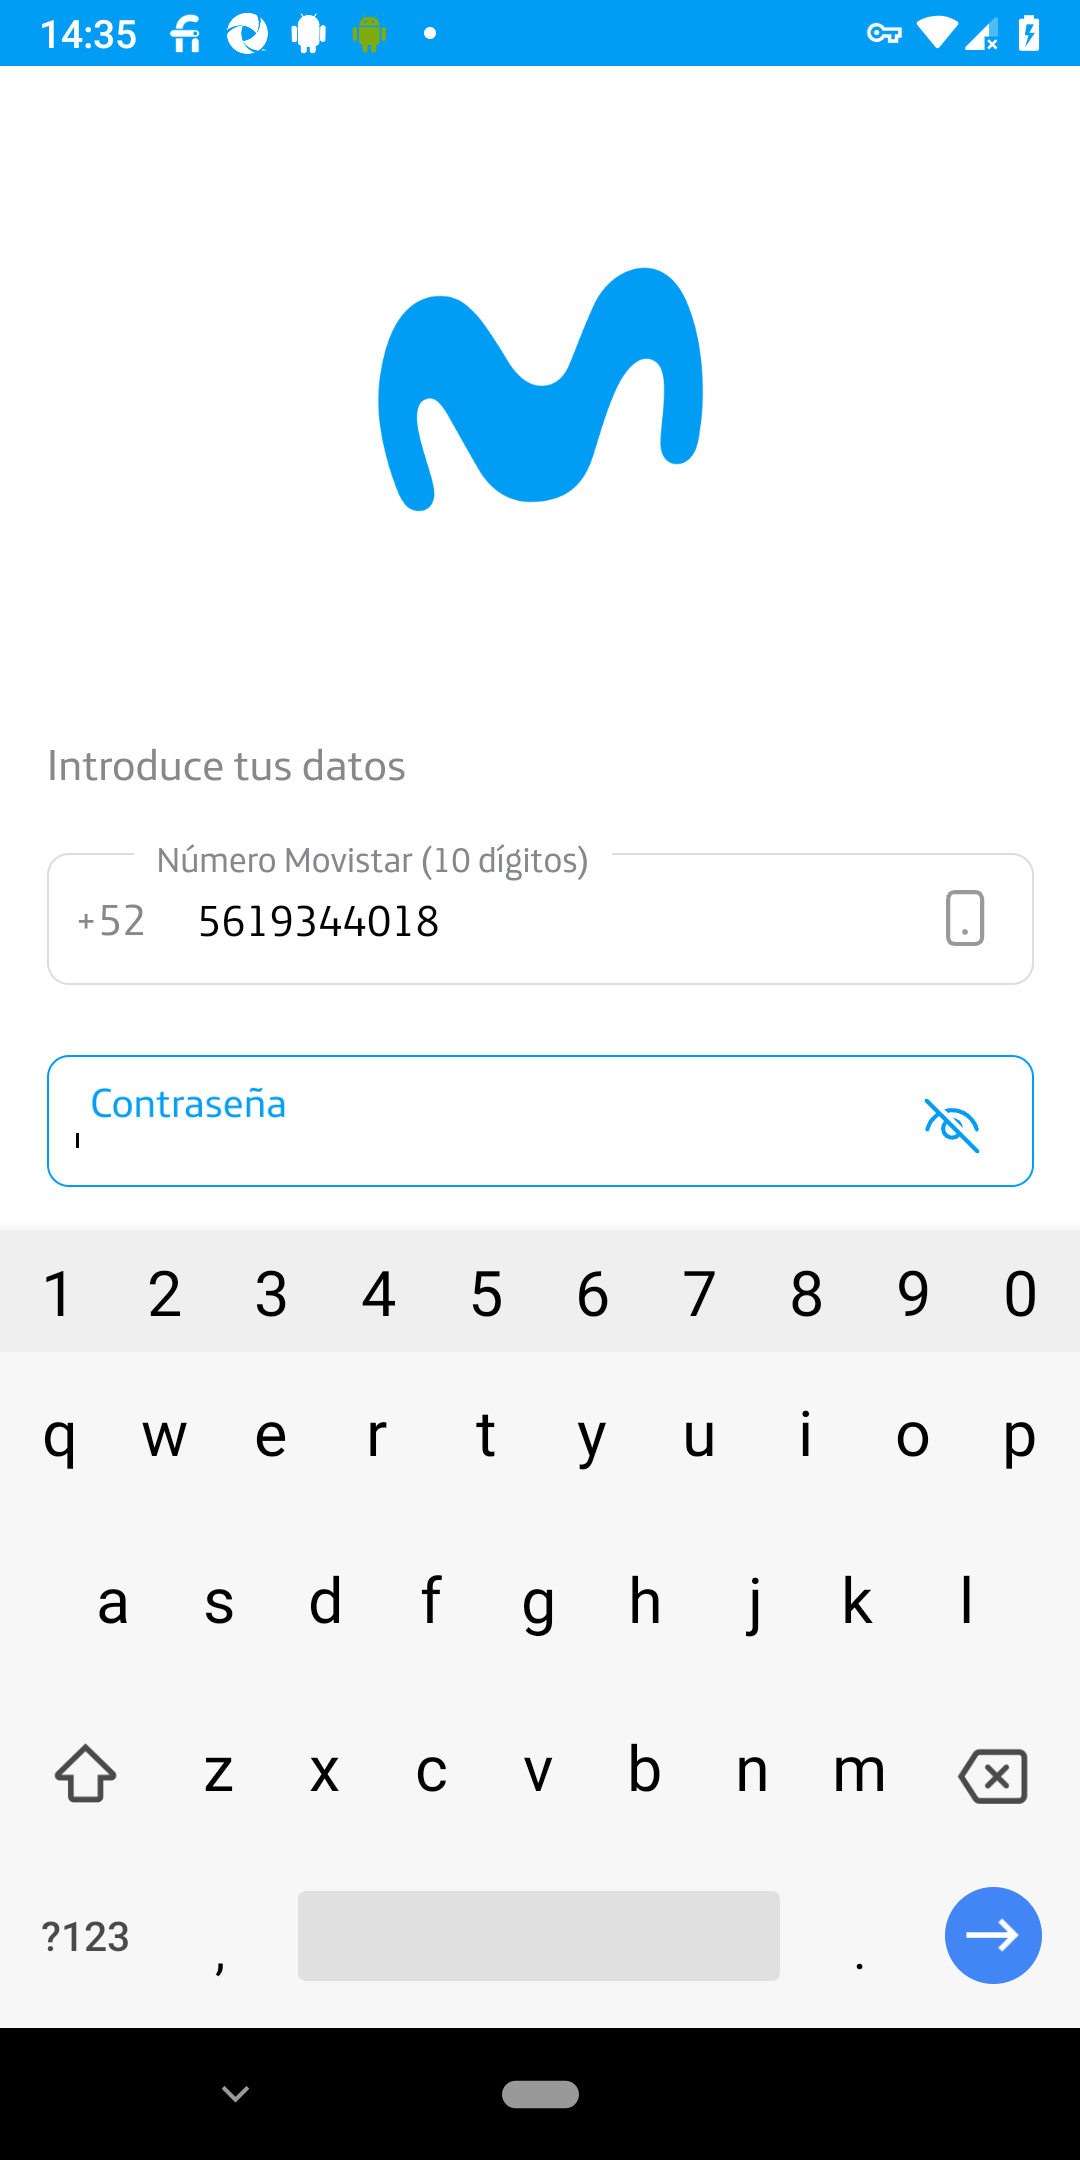 14:35
Introduce tus datos
Número Movistar (10 dígitos)
+52 5619344018
Contraseña
1 2 3 4 5 6 7 8 9 0
q w e r t y u i o p
a s d f g h j k l
z x c v b n m
?123 , .